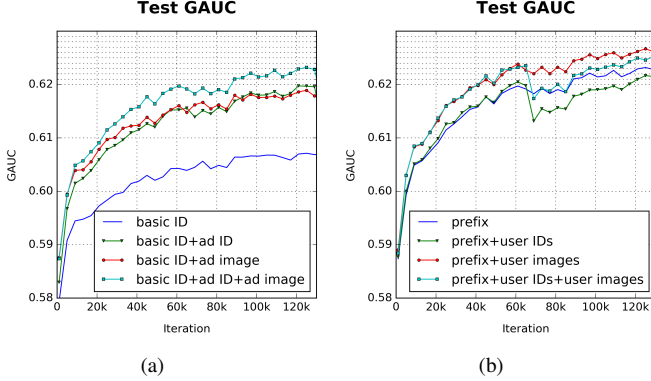 Test GAUC
0.62
0.61
0.60
0.59
0.58
GAUC
basic ID
basic ID+ad ID
basic ID+ad image
basic ID+ad ID+ad image
0 20k 40k 60k 80k 100k 120k
Iteration
(a)
Test GAUC
0.62
0.61
0.60
0.59
0.58
GAUC
prefix
prefix+user IDs
prefix+user images
prefix+user IDs+user images
0 20k 40k 60k 80k 100k 120k
Iteration
(b)